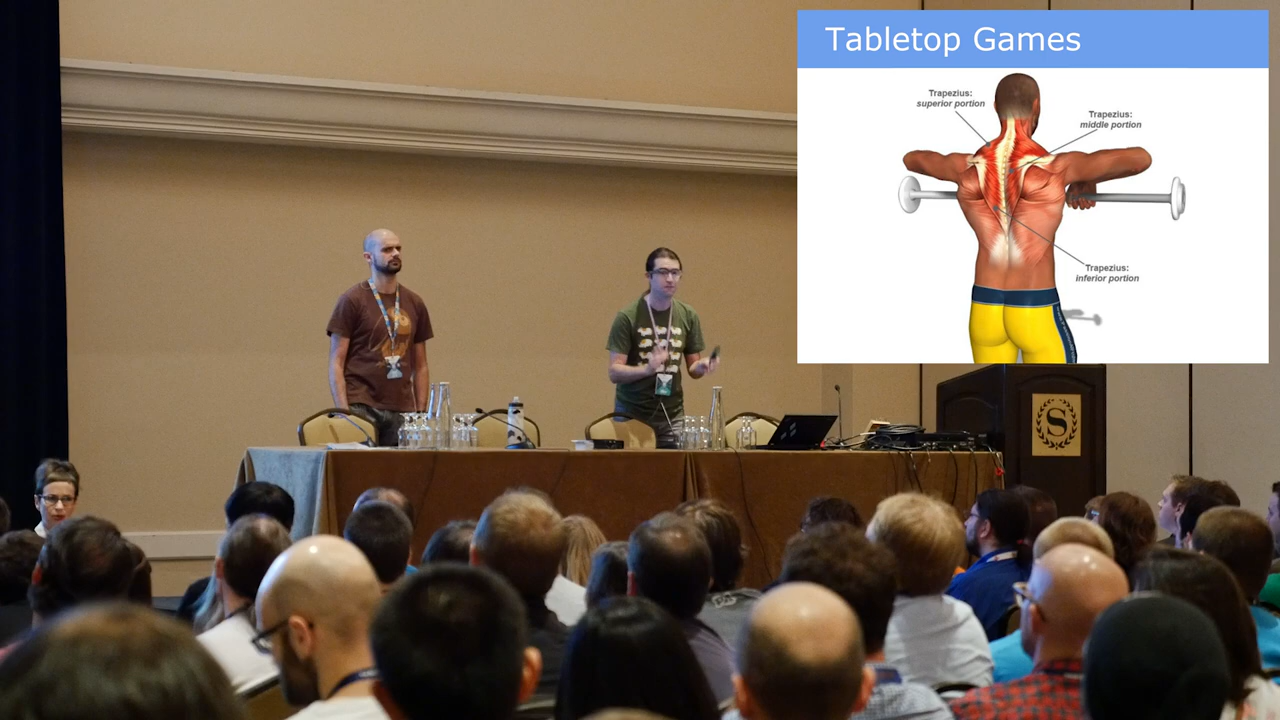 Tabletop Games
Trapezius:
superior portion
Trapezius:
middle portion
Trapezius:
inferior portion
S